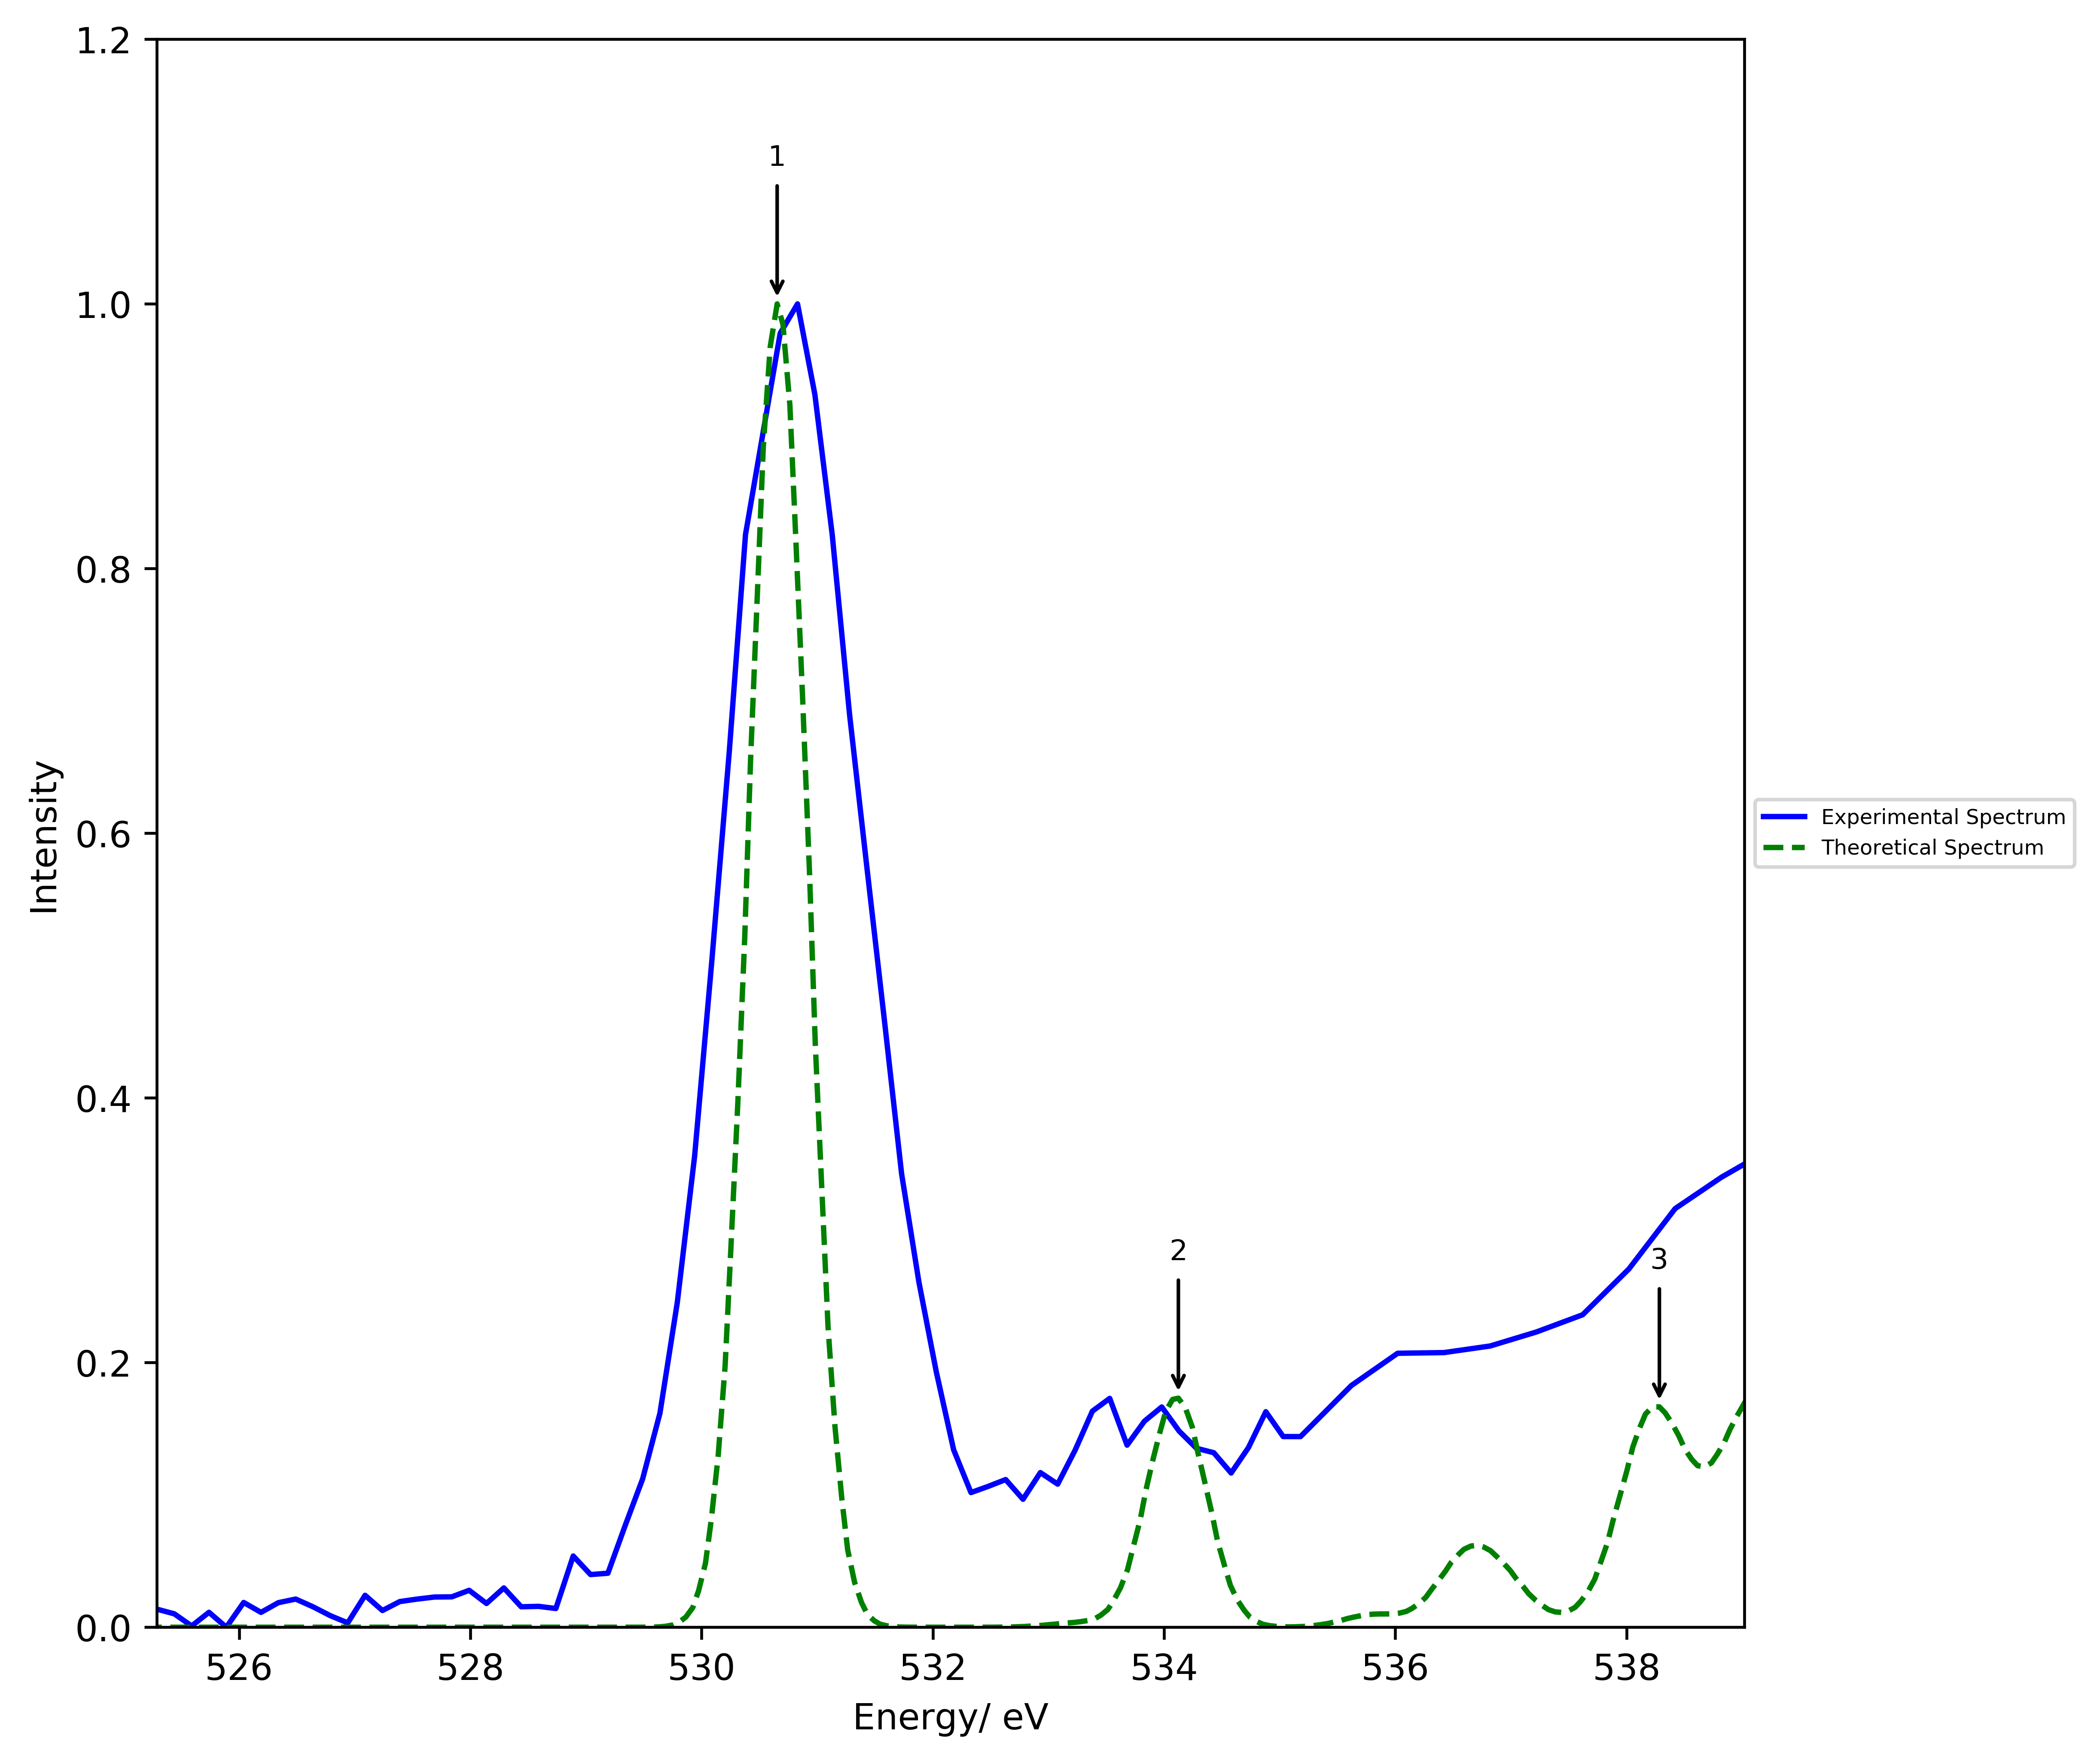 1.2
1
1.0
0.8
0.6
Intensity
Experimental Spectrum
Theoretical Spectrum
0.4
2
3
0.2
0.0
526 528 530 532 534 536 538
Energy/ eV